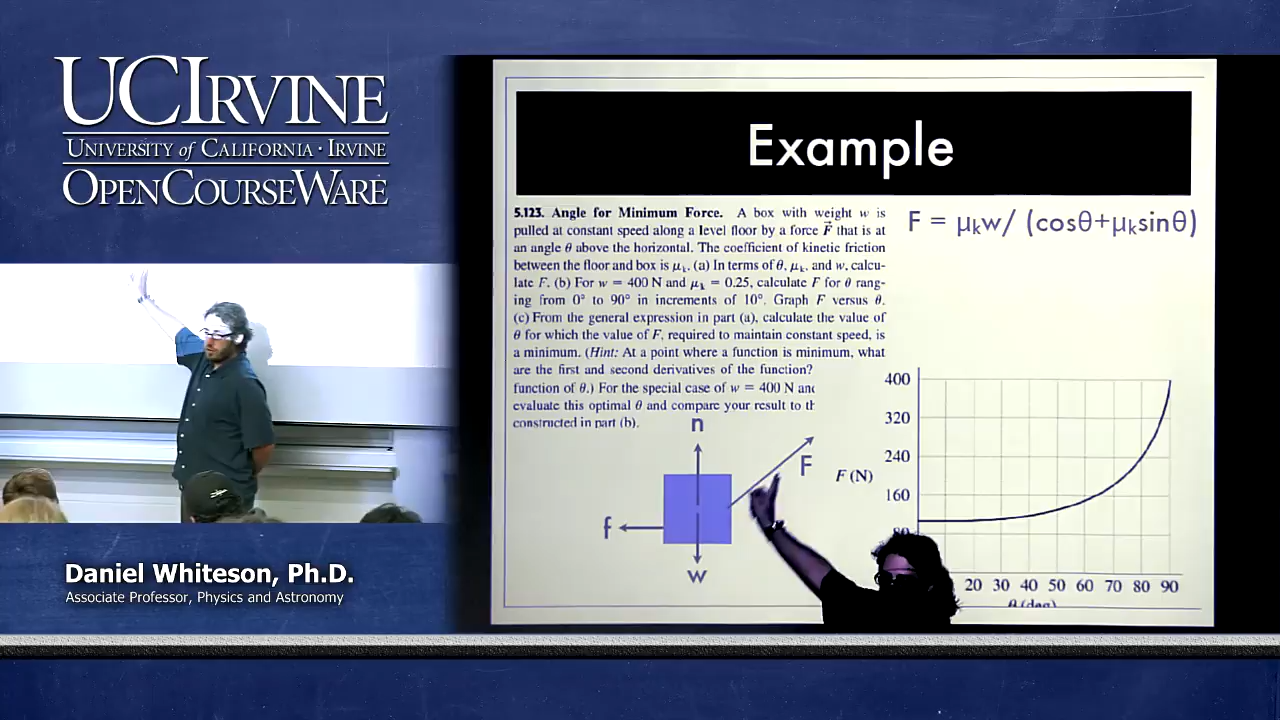 UCIRVINE
UNIVERSITY of CALIFORNIA · IRVINE
OPENCOURSEWARE
Daniel Whiteson, Ph.D.
Associate Professor, Physics and Astronomy
Example
5.123. Angle for Minimum Force. A box with weight w is
pulled at constant speed along a level floor by a force F⃗ that is at
an angle θ above the horizontal. The coefficient of kinetic friction
between the floor and box is μk. (a) In terms of θ, μk, and w, calcu-
late F. (b) For w = 400 N and μk = 0.25, calculate F for θ rang-
ing from 0° to 90° in increments of 10°. Graph F versus θ.
(c) From the general expression in part (a), calculate the value of
θ for which the value of F, required to maintain constant speed, is
a minimum. (Hint: At a point where a function is minimum, what
are the first and second derivatives of the function?
function of θ.) For the special case of w = 400 N and
evaluate this optimal θ and compare your result to th
constructed in part (b).
n
F
f
w
F = μkw/ (cosθ+μksinθ)
400
320
240
F (N)
160
80
20 30 40 50 60 70 80 90
θ (deg)